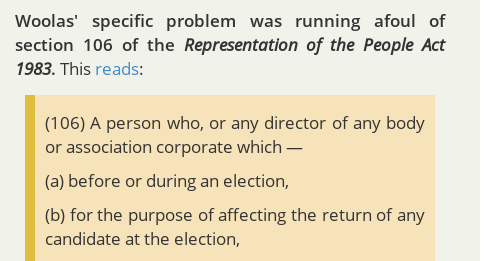 Woolas' specific problem was running afoul of
section 106 of the Representation of the People Act
1983. This reads:
(106) A person who, or any director of any body
or association corporate which —
(a) before or during an election,
(b) for the purpose of affecting the return of any
candidate at the election,